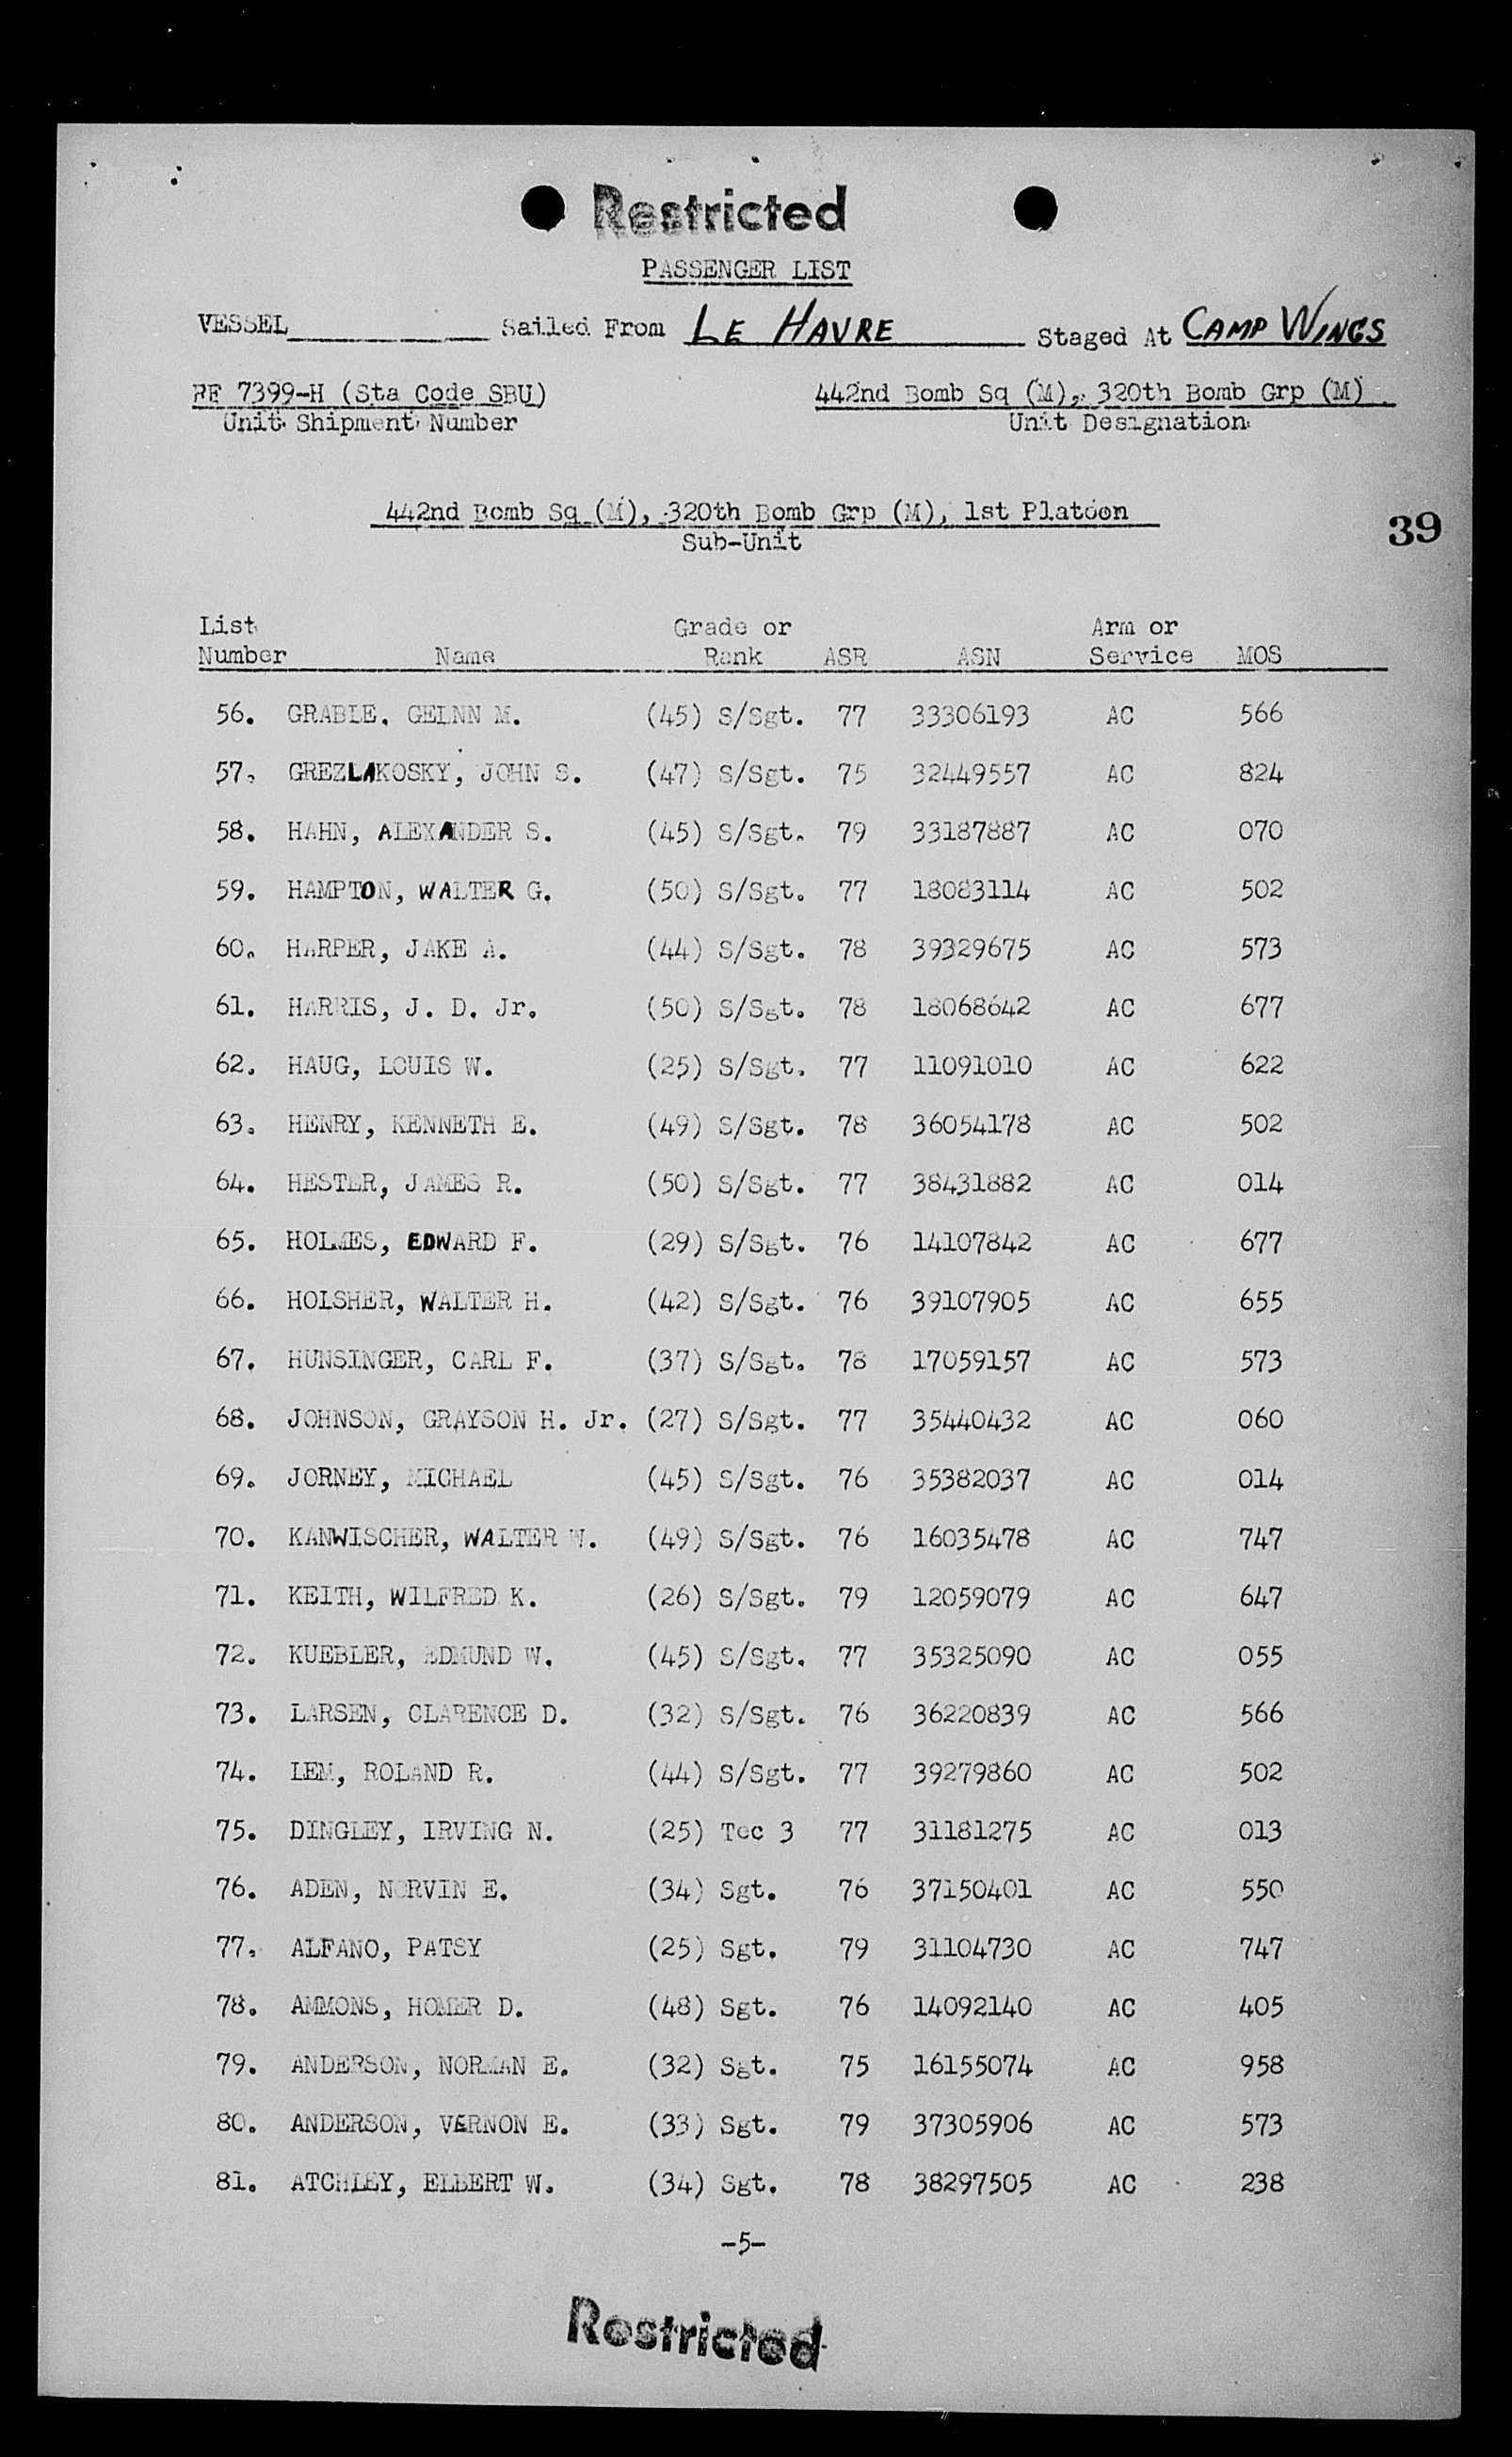 Restricted
PASSENGER LIST
VESSEL____________ Sailed From LE HAVRE Staged At CAMP WINGS
RE 7399-H (Sta Code SBU) 442nd Bomb Sq (M), 320th Bomb Grp (M)
Unit Shipment Number Unit Designation
442nd Bomb Sq (M), 320th Bomb Grp (M), 1st Platoon
39
Sub-Unit
List Grade or Arm or
Number Name Rank ASR ASN Service MOS
56. GRABLE, GELNN M. (45) S/Sgt. 77 33306193 AC 566
57. GREZLAKOSKY, JOHN S. (47) S/Sgt. 75 32449557 AC 824
58. HAHN, ALEXANDER S. (45) S/Sgt. 79 33187887 AC 070
59. HAMPTON, WALTER G. (50) S/Sgt. 77 18083114 AC 502
60. HARPER, JAKE A. (44) S/Sgt. 78 39329675 AC 573
61. HARRIS, J. D. Jr. (50) S/Sgt. 78 18068642 AC 677
62. HAUG, LOUIS W. (25) S/Sgt. 77 11091010 AC 622
63. HENRY, KENNETH E. (49) S/Sgt. 78 36054178 AC 502
64. HESTER, JAMES R. (50) S/Sgt. 77 38431882 AC 014
65. HOLMES, EDWARD F. (29) S/Sgt. 76 14107842 AC 677
66. HOLSHER, WALTER H. (42) S/Sgt. 76 39107905 AC 655
67. HUNSINGER, CARL F. (37) S/Sgt. 78 17059157 AC 573
68. JOHNSON, GRAYSON H. Jr. (27) S/Sgt. 77 35440432 AC 060
69. JORNEY, MICHAEL (45) S/Sgt. 76 35382037 AC 014
70. KANWISCHER, WALTER W. (49) S/Sgt. 76 16035478 AC 747
71. KEITH, WILFRED K. (26) S/Sgt. 79 12059079 AC 647
72. KUEBLER, EDMUND W. (45) S/Sgt. 77 35325090 AC 055
73. LARSEN, CLARENCE D. (32) S/Sgt. 76 36220839 AC 566
74. LEM, ROLAND R. (44) S/Sgt. 77 39279860 AC 502
75. DINGLEY, IRVING N. (25) Tec 3 77 31181275 AC 013
76. ADEN, NORVIN E. (34) Sgt. 76 37150401 AC 550
77. ALFANO, PATSY (25) Sgt. 79 31104730 AC 747
78. AMMONS, HOMER D. (48) Sgt. 76 14092140 AC 405
79. ANDERSON, NORMAN E. (32) Sgt. 75 16155074 AC 958
80. ANDERSON, VERNON E. (33) Sgt. 79 37305906 AC 573
81. ATCHLEY, ELBERT W. (34) Sgt. 78 38297505 AC 238
-5-
Restricted